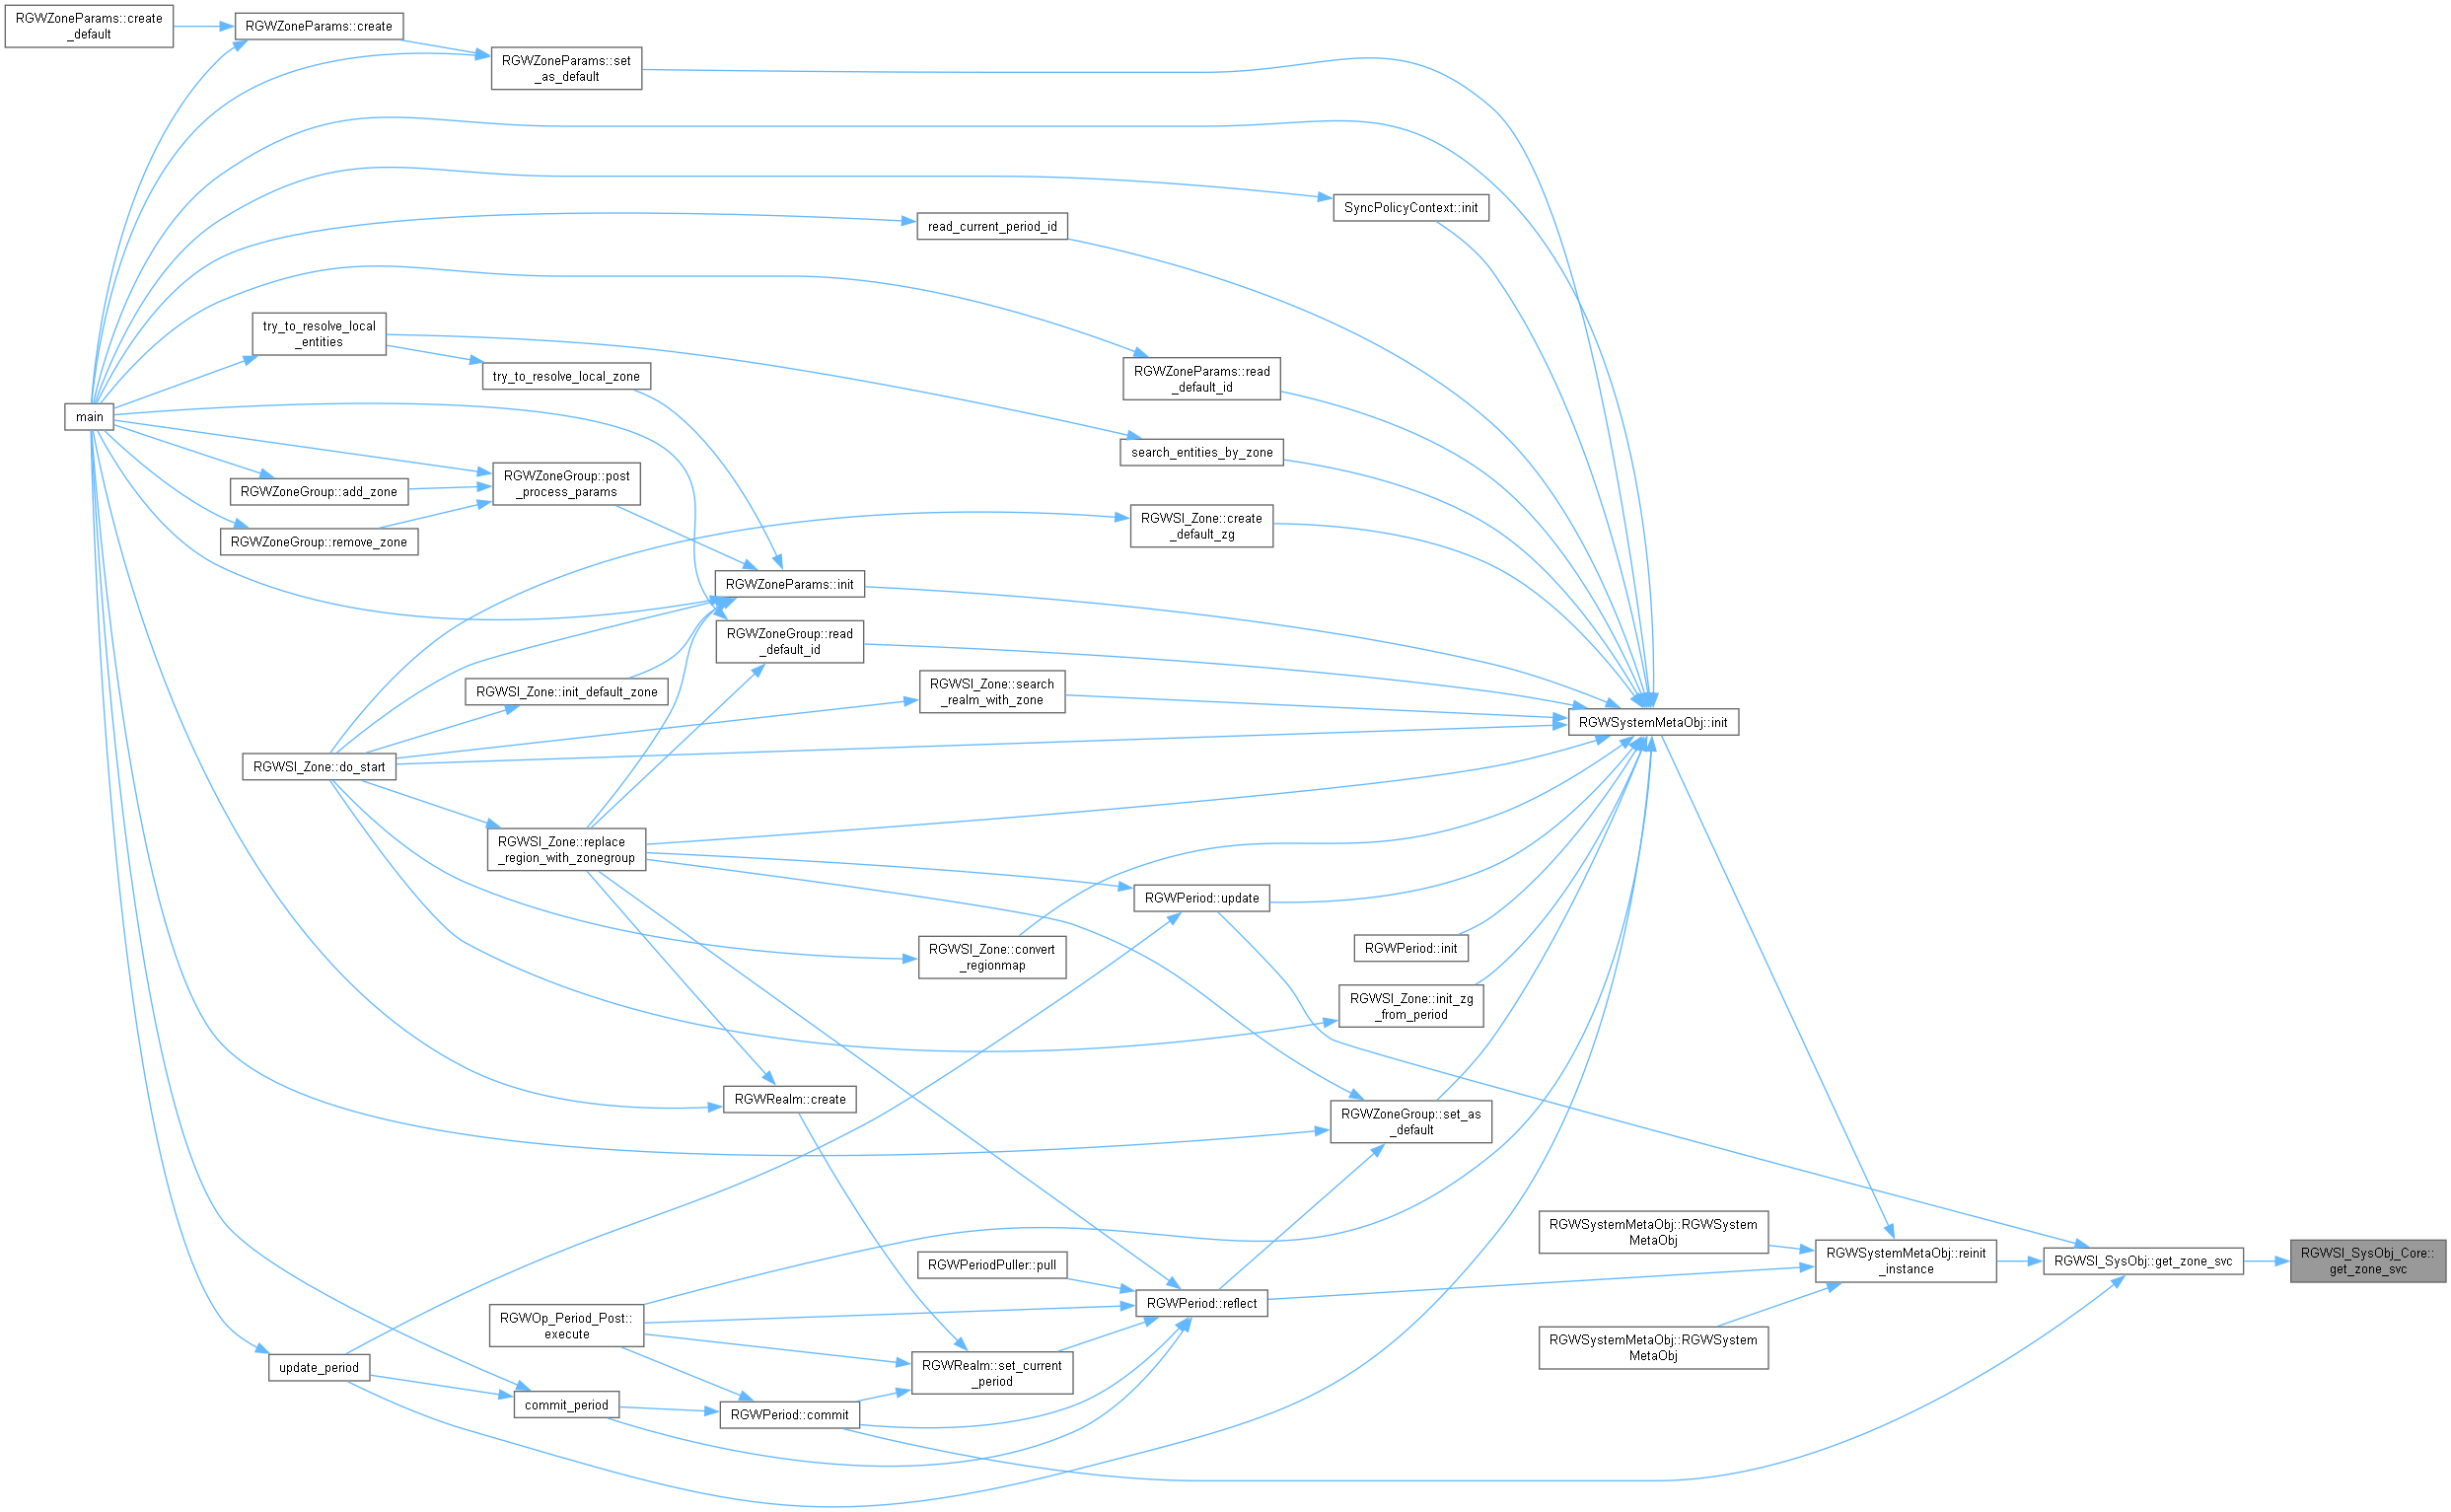 RGWZoneParams::create
_default
RGWZoneParams::create
RGWZoneParams::set
_as_default
SyncPolicyContext::init
read_current_period_id
try_to_resolve_local
_entities
try_to_resolve_local_zone
RGWZoneParams::read
_default_id
main
search_entities_by_zone
RGWZoneGroup::post
_process_params
RGWZoneGroup::add_zone
RGWZoneGroup::remove_zone
RGWSI_Zone::create
_default_zg
RGWZoneParams::init
RGWZoneGroup::read
_default_id
RGWSI_Zone::init_default_zone
RGWSI_Zone::search
_realm_with_zone
RGWSystemMetaObj::init
RGWSI_Zone::do_start
RGWSI_Zone::replace
_region_with_zonegroup
RGWPeriod::update
RGWSI_Zone::convert
_regionmap
RGWPeriod::init
RGWSI_Zone::init_zg
_from_period
RGWRealm::create
RGWZoneGroup::set_as
_default
RGWSystemMetaObj::RGWSystem
MetaObj
RGWSystemMetaObj::reinit
_instance
RGWSI_SysObj::get_zone_svc
RGWSI_SysObj_Core::
get_zone_svc
RGWPeriodPuller::pull
RGWPeriod::reflect
RGWOp_Period_Post::
execute
RGWSystemMetaObj::RGWSystem
MetaObj
update_period
RGWRealm::set_current
_period
commit_period
RGWPeriod::commit